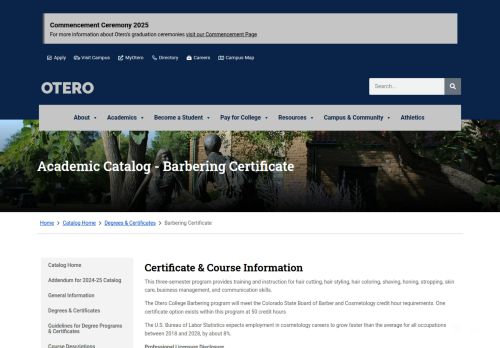 Commencement Ceremony 2025
For more information about Otero's graduation ceremonies visit our Commencement Page
Apply Visit Campus MyOtero Directory Careers Campus Map
OTERO
Search...
About Academics Become a Student Pay for College Resources Campus & Community Athletics
Academic Catalog - Barbering Certificate
Home Catalog Home Degrees & Certificates Barbering Certificate
Catalog Home
Addendum for 2024-25 Catalog
General Information
Degrees & Certificates
Guidelines for Degree Programs
& Certificates
Course Descriptions
Certificate & Course Information
This three-semester program provides training and instruction for hair cutting, hair styling, hair coloring, shaving, honing, stropping, skin
care, business management, and communication skills.
The Otero College Barbering program will meet the Colorado State Board of Barber and Cosmetology credit hour requirements. One
certificate option exists within this program at 50 credit hours
The U.S. Bureau of Labor Statistics expects employment in cosmetology careers to grow faster than the average for all occupations
between 2018 and 2028, by about 8%.
Professional Licensure Disclosure